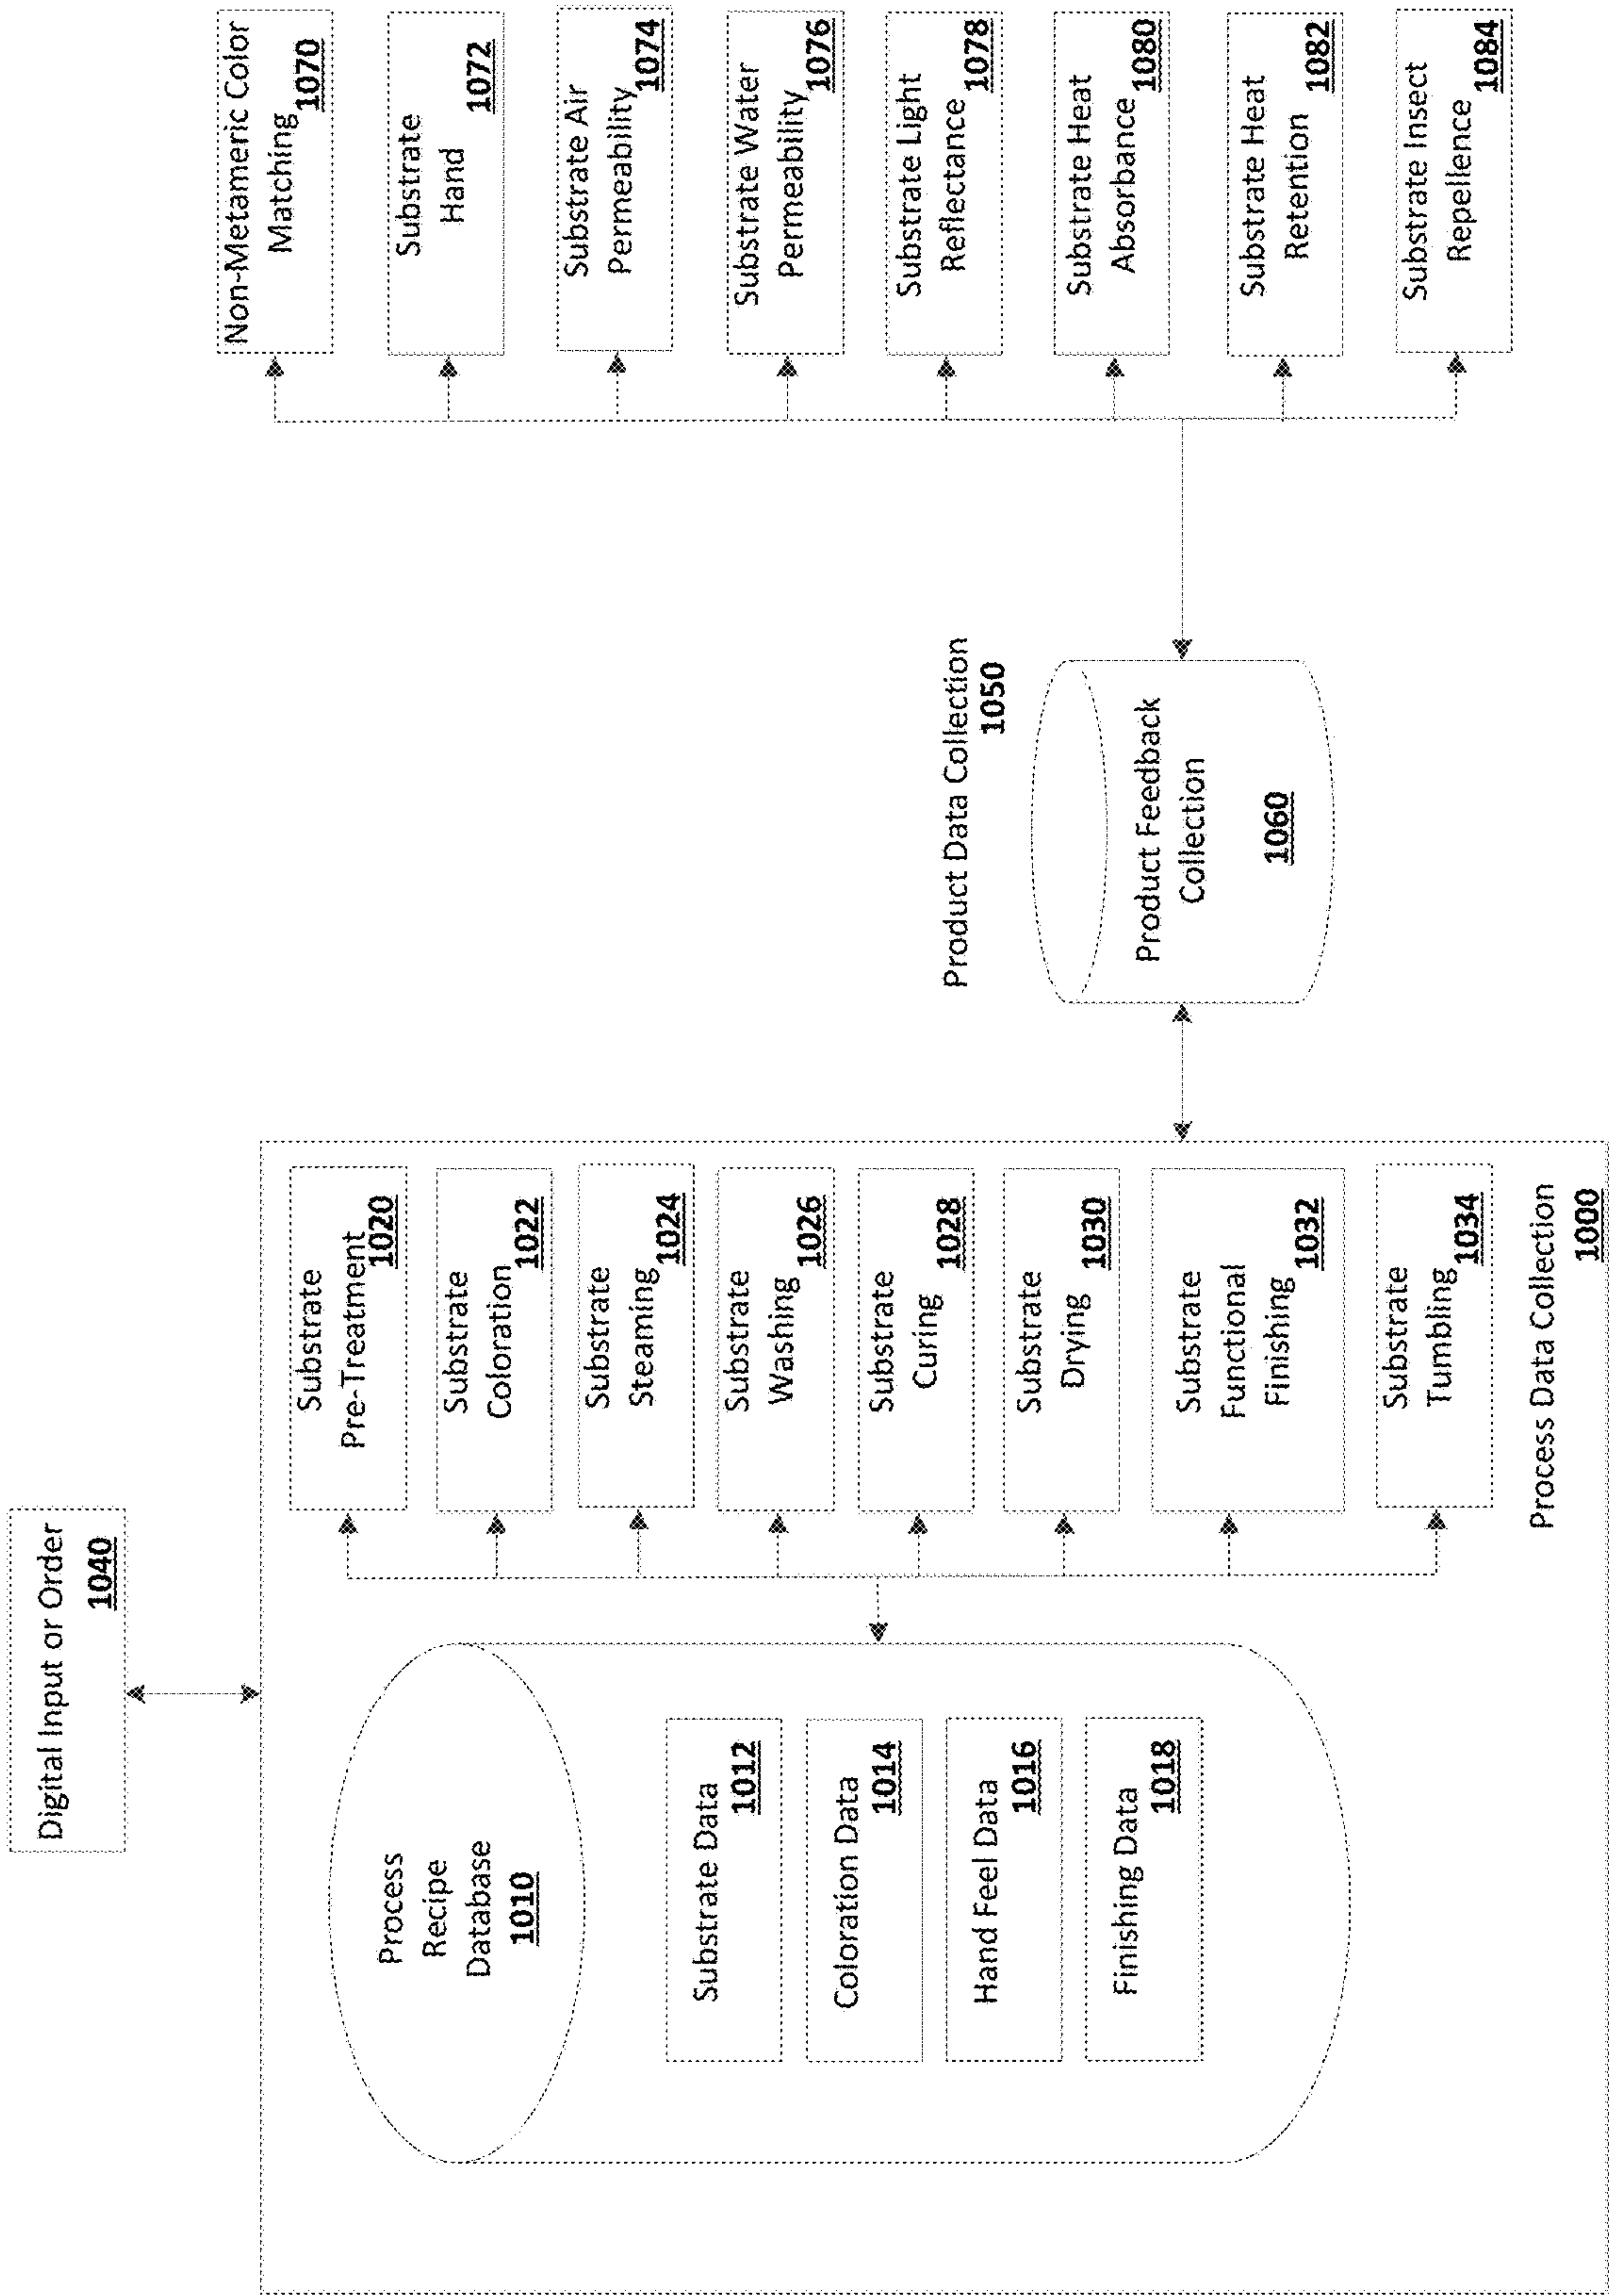 Digital Input or Order
1040
Process
Recipe
Database
1010
Substrate Data
1012
Coloration Data
1014
Hand Feel Data
1016
Finishing Data
1018
Substrate
Pre-Treatment
1020
Substrate
Coloration
1022
Substrate
Steaming
1024
Substrate
Washing
1026
Substrate
Curing
1028
Substrate
Drying
1030
Substrate
Functional
Finishing
1032
Substrate
Tumbling
1034
Process Data Collection
1000
Product Data Collection
1050
Product Feedback
Collection
1060
Non-Metameric Color
Matching
1070
Substrate
Hand
1072
Substrate Air
Permeability
1074
Substrate Water
Permeability
1076
Substrate Light
Reflectance
1078
Substrate Heat
Absorbance
1080
Substrate Heat
Retention
1082
Substrate Insect
Repellence
1084